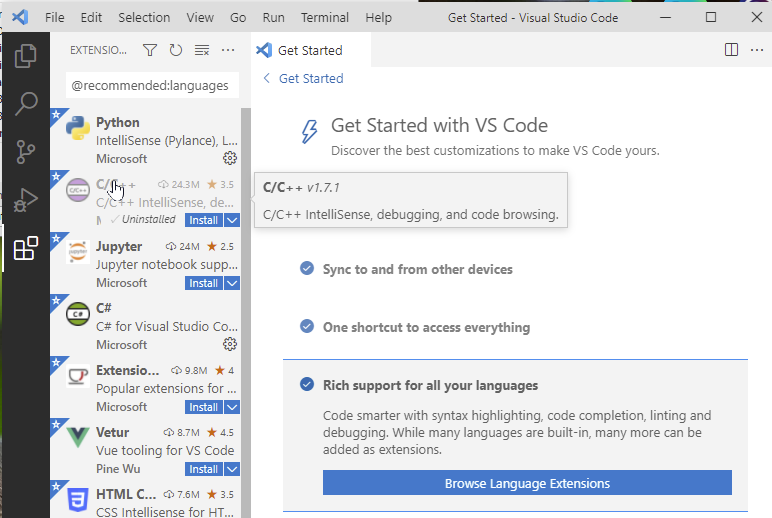 File Edit Selection View Go Run Terminal Help Get Started - Visual Studio Code
EXTENSIO...
Get Started
@recommended:languages
Get Started
Python
IntelliSense (Pylance), L...
Microsoft
C/C++ 24.3M 3.5
C/C++ IntelliSense, de...
Uninstalled Install
Jupyter 24M 2.5
Jupyter notebook supp...
Microsoft Install
C#
C# for Visual Studio Co...
Microsoft
Extensio... 9.8M 4
Popular extensions for ...
Microsoft Install
Vetur 8.7M 4.5
Vue tooling for VS Code
Pine Wu Install
HTML C... 7.6M 3.5
CSS Intellisense for HT...
Get Started with VS Code
Discover the best customizations to make VS Code yours.
C/C++ v1.7.1
C/C++ IntelliSense, debugging, and code browsing.
Sync to and from other devices
One shortcut to access everything
Rich support for all your languages
Code smarter with syntax highlighting, code completion, linting and
debugging. While many languages are built-in, many more can be
added as extensions.
Browse Language Extensions